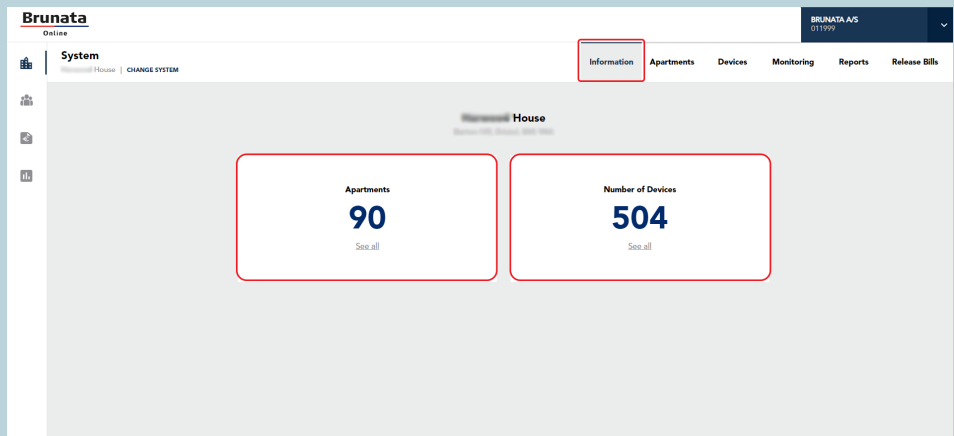 Brunata
Online
BRUNATA A/S
011999
System
House | CHANGE SYSTEM
Information Apartments Devices Monitoring Reports Release Bills
House
Apartments
90
See all
Number of Devices
504
See all